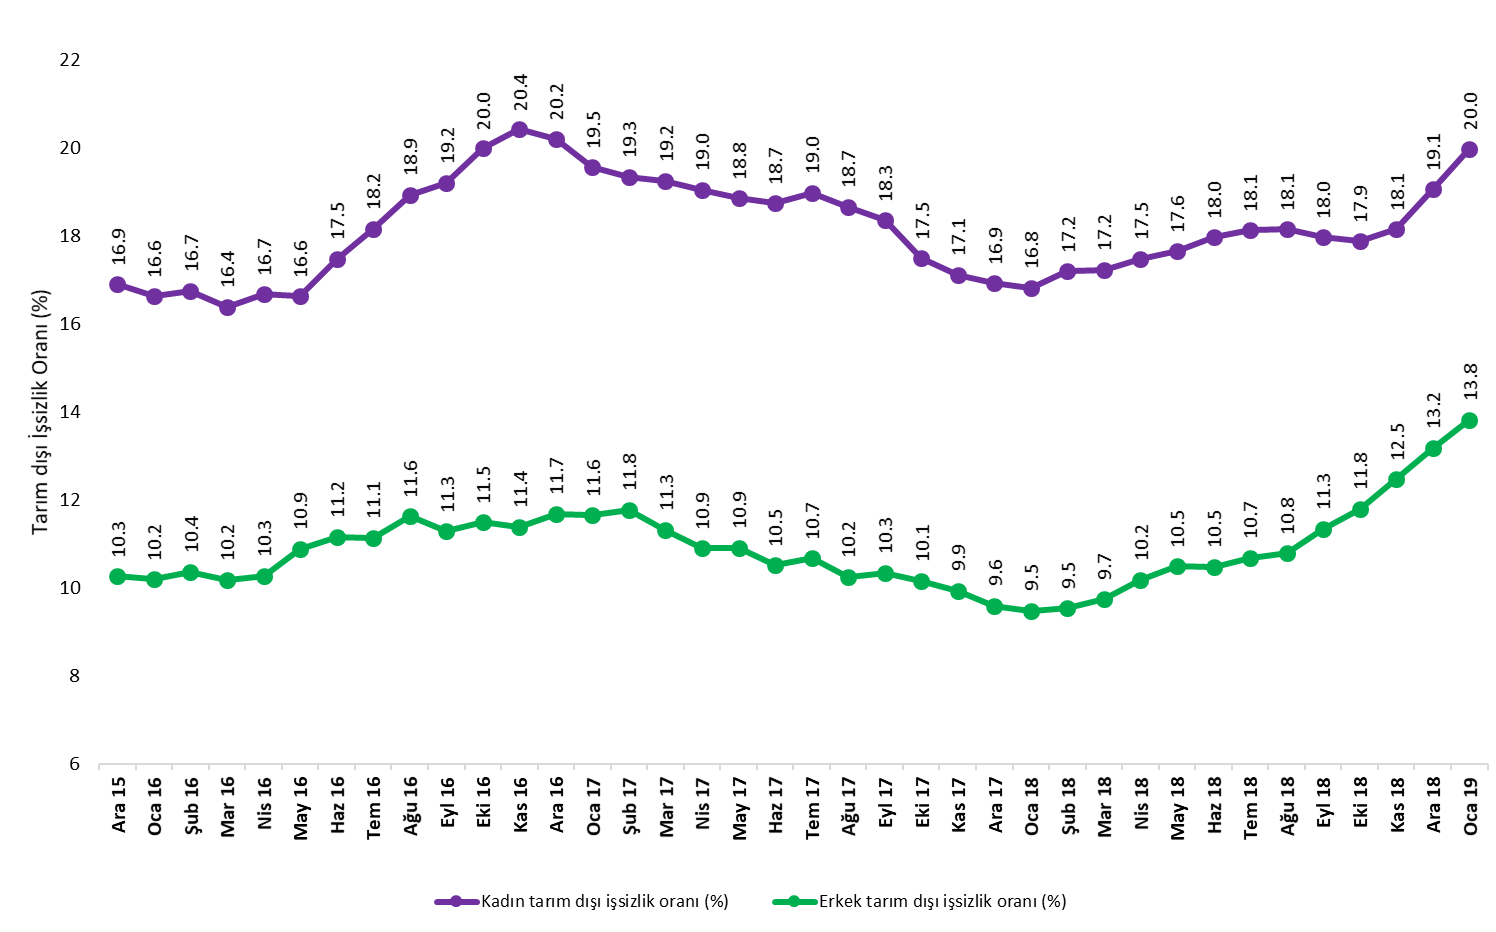 22
20
18
16
14
12
10
8
6
Tarım dışı İşsizlik Oranı (%)
16.9 16.6 16.7 16.4 16.7 16.6 17.5 18.2 18.9 19.2 20.0 20.4 20.2 19.5 19.3 19.2 19.0 18.8 18.7 19.0 18.7 18.3 17.5 17.1 16.9 16.8 17.2 17.2 17.5 17.6 18.0 18.1 18.1 18.0 17.9 18.1 19.1 20.0
10.3 10.2 10.4 10.2 10.3 10.9 11.2 11.1 11.6 11.3 11.5 11.4 11.7 11.6 11.8 11.3 10.9 10.9 10.5 10.7 10.2 10.3 10.1 9.9 9.6 9.5 9.5 9.7 10.2 10.5 10.5 10.7 10.8 11.3 11.8 12.5 13.2 13.8
Ara 15 Oca 16 Şub 16 Mar 16 Nis 16 May 16 Haz 16 Tem 16 Ağu 16 Eyl 16 Eki 16 Kas 16 Ara 16 Oca 17 Şub 17 Mar 17 Nis 17 May 17 Haz 17 Tem 17 Ağu 17 Eyl 17 Eki 17 Kas 17 Ara 17 Oca 18 Şub 18 Mar 18 Nis 18 May 18 Haz 18 Tem 18 Ağu 18 Eyl 18 Eki 18 Kas 18 Ara 18 Oca 19
Kadın tarım dışı işsizlik oranı (%) Erkek tarım dışı işsizlik oranı (%)